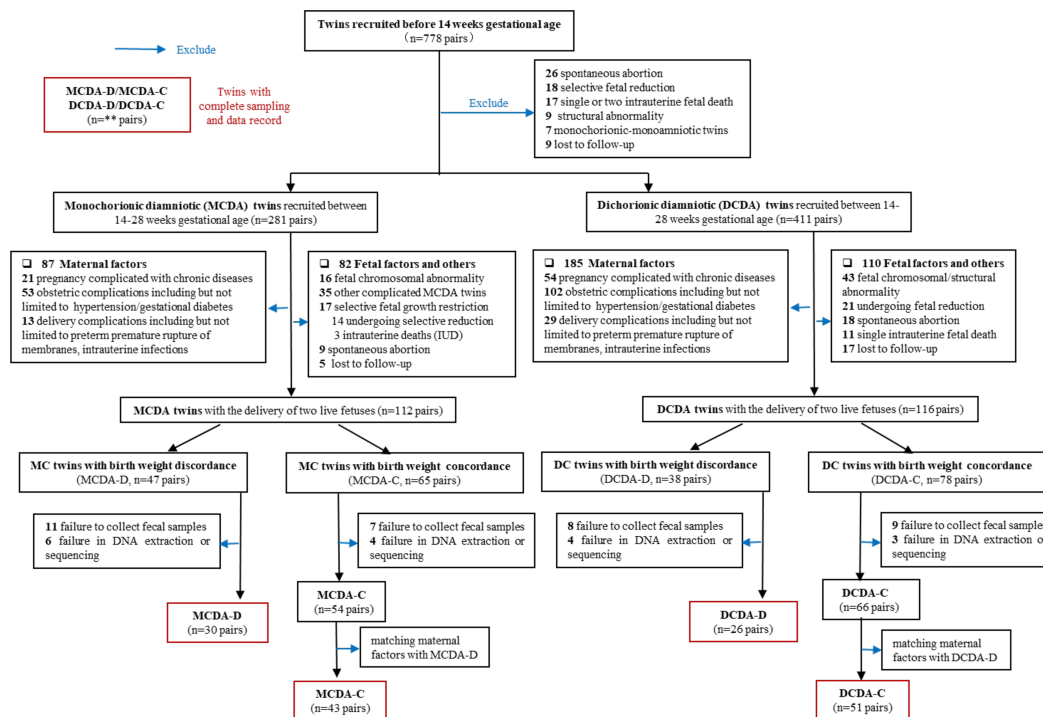 Twins recruited before 14 weeks gestational age
(n=778 pairs)
Exclude
MCDA-D/MCDA-C
DCDA-D/DCDA-C
(n=** pairs)
Twins with
complete sampling
and data record
Exclude
26 spontaneous abortion
18 selective fetal reduction
17 single or two intrauterine fetal death
9 structural abnormality
7 monochorionic-monoamniotic twins
9 lost to follow-up
Monochorionic diamniotic (MCDA) twins recruited between
14-28 weeks gestational age (n=281 pairs)
Dichorionic diamniotic (DCDA) twins recruited between 14-
28 weeks gestational age (n=411 pairs)
❑ 87 Maternal factors
21 pregnancy complicated with chronic diseases
53 obstetric complications including but not
limited to hypertension/gestational diabetes
13 delivery complications including but not
limited to preterm premature rupture of
membranes, intrauterine infections
❑ 82 Fetal factors and others
16 fetal chromosomal abnormality
35 other complicated MCDA twins
17 selective fetal growth restriction
14 undergoing selective reduction
3 intrauterine deaths (IUD)
9 spontaneous abortion
5 lost to follow-up
❑ 185 Maternal factors
54 pregnancy complicated with chronic diseases
102 obstetric complications including but not
limited to hypertension/gestational diabetes
29 delivery complications including but not
limited to preterm premature rupture of
membranes, intrauterine infections
❑ 110 Fetal factors and others
43 fetal chromosomal/structural
abnormality
21 undergoing fetal reduction
18 spontaneous abortion
11 single intrauterine fetal death
17 lost to follow-up
MCDA twins with the delivery of two live fetuses (n=112 pairs)
DCDA twins with the delivery of two live fetuses (n=116 pairs)
MC twins with birth weight discordance
(MCDA-D, n=47 pairs)
MC twins with birth weight concordance
(MCDA-C, n=65 pairs)
DC twins with birth weight discordance
(DCDA-D, n=38 pairs)
DC twins with birth weight concordance
(DCDA-C, n=78 pairs)
11 failure to collect fecal samples
6 failure in DNA extraction or
sequencing
7 failure to collect fecal samples
4 failure in DNA extraction or
sequencing
8 failure to collect fecal samples
4 failure in DNA extraction or
sequencing
9 failure to collect fecal samples
3 failure in DNA extraction or
sequencing
MCDA-D
(n=30 pairs)
MCDA-C
(n=54 pairs)
DCDA-D
(n=26 pairs)
DCDA-C
(n=66 pairs)
matching maternal
factors with MCDA-D
matching maternal
factors with DCDA-D
MCDA-C
(n=43 pairs)
DCDA-C
(n=51 pairs)